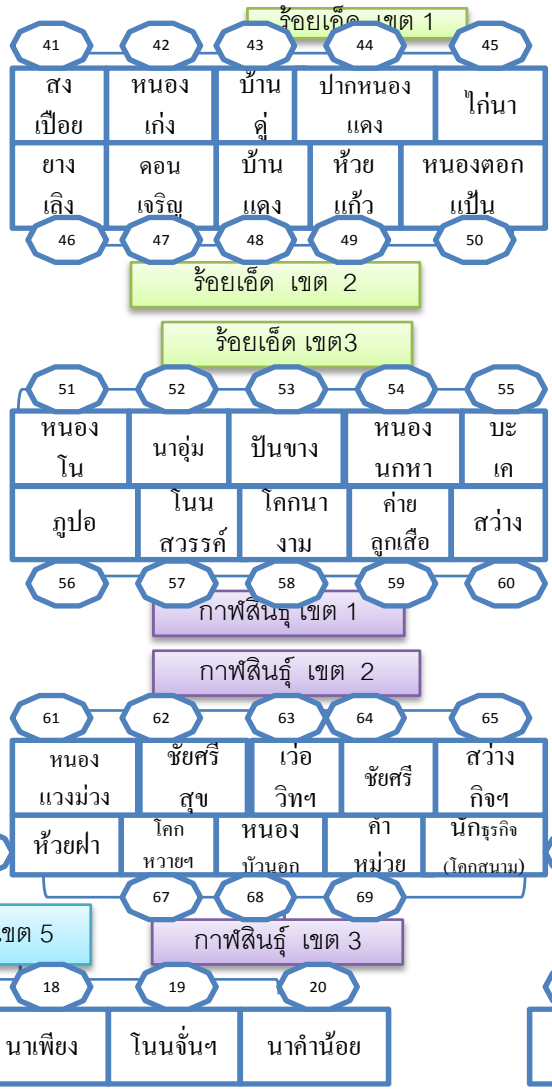 ร้อยเอ็ด เขต 1
41 42 43 44 45
สง หนอง บ้าน ปากหนอง ไก่นา
เปือย เก่ง ดู่ แดง
ยาง ดอน บ้าน ห้วย หนองตอก
เลิง เจริญ แดง แก้ว แป้น
46 47 48 49 50
ร้อยเอ็ด เขต 2
ร้อยเอ็ด เขต3
51 52 53 54 55
หนอง นาอุ่ม ปันขาง หนอง บะ
โน นกหา เค
ภูปอ โนน โคกนา ค่าย สว่าง
สวรรค์ งาม ลูกเสือ
56 57 58 59 60
กาฬสินธุ์ เขต 1
กาฬสินธุ์ เขต 2
61 62 63 64 65
หนอง ชัยศรี เว่อ ชัยศรี สว่าง
แวงม่วง สุข วิทฯ กิจฯ
ห้วยฝา โคก หนอง คำ นักธุรกิจ
หวายฯ บัวนอก หม่วย (โคกสนาม)
67 68 69
เขต 5 กาฬสินธุ์ เขต 3
18 19 20
นาเพียง โนนจั่นฯ นาคำน้อย